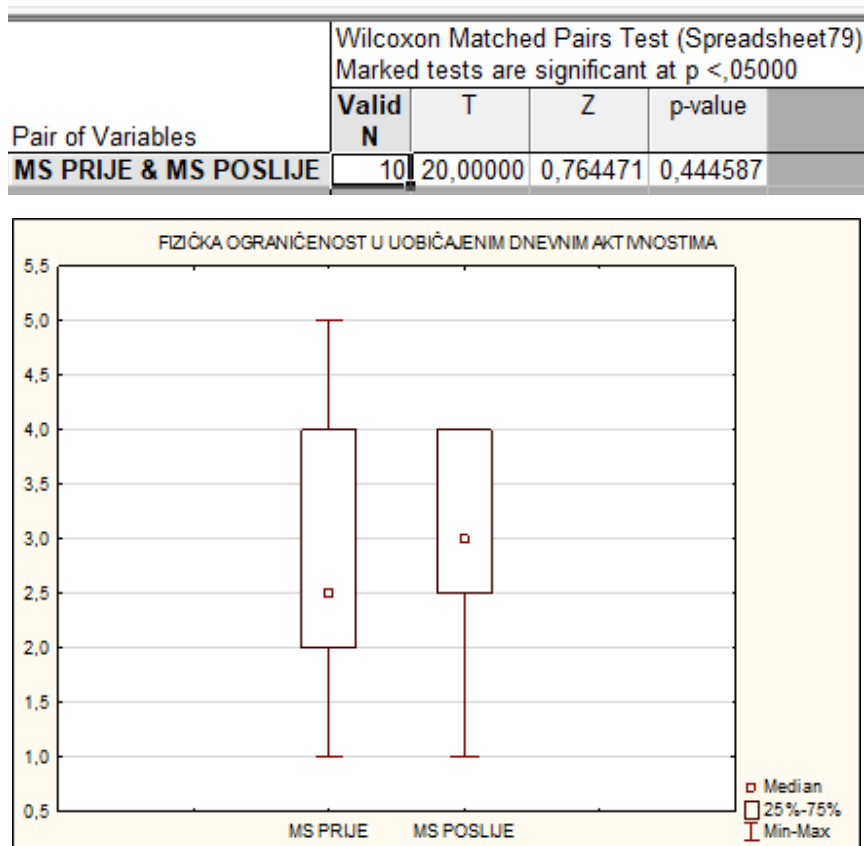 Wilcoxon Matched Pairs Test (Spreadsheet79)
Marked tests are significant at p <,05000
Pair of Variables Valid N T Z p-value
MS PRIJE & MS POSLIJE 10 20,00000 0,764471 0,444587
FIZIČKA OGRANIČENOST U UOBIČAJENIM DNEVNIM AKTIVNOSTIMA
5,5
5,0
4,5
4,0
3,5
3,0
2,5
2,0
1,5
1,0
0,5
MS PRIJE MS POSLIJE
Median
25%-75%
Min-Max